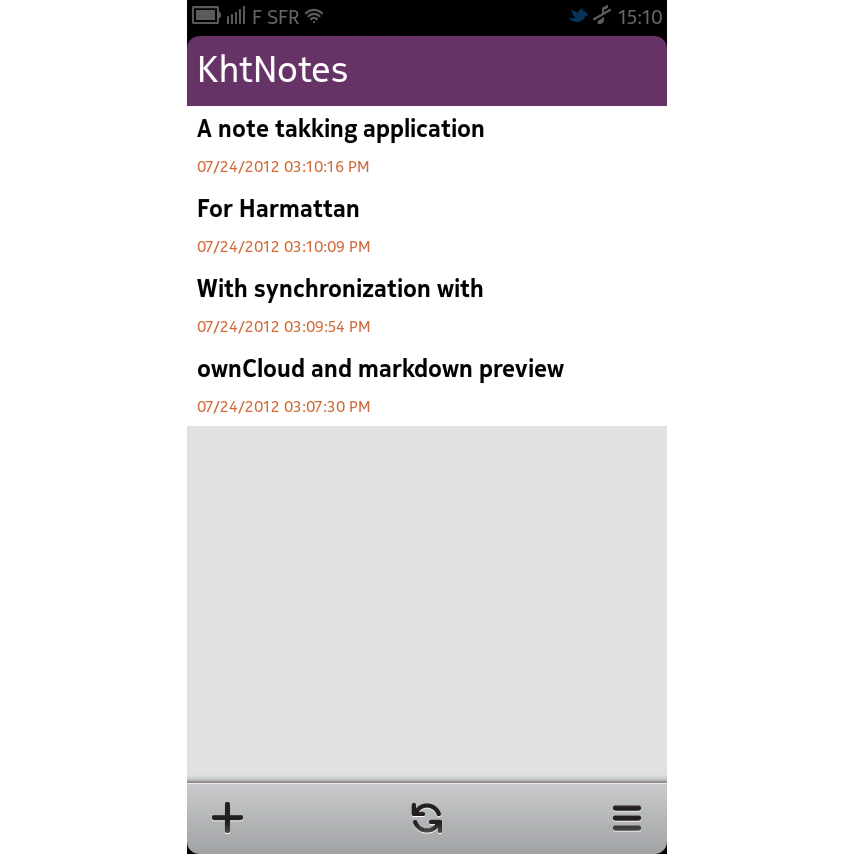 F SFR 15:10
KhtNotes
A note takking application
07/24/2012 03:10:16 PM
For Harmattan
07/24/2012 03:10:09 PM
With synchronization with
07/24/2012 03:09:54 PM
ownCloud and markdown preview
07/24/2012 03:07:30 PM